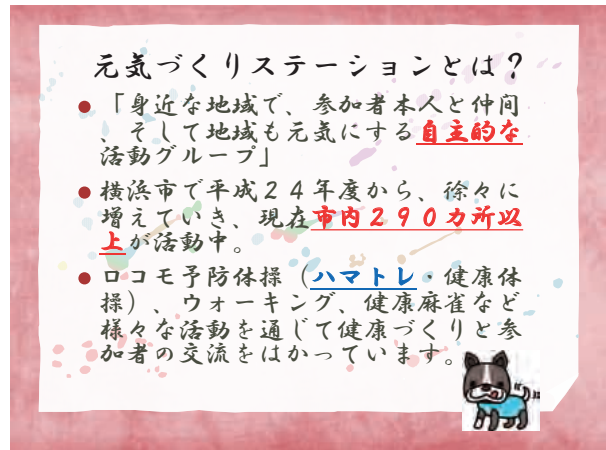 元気づくりステーションとは？
●「身近な地域で、参加者本人と仲間
、そして地域も元気にする自主的な
活動グループ」
●横浜市で平成２４年度から、徐々に
増えていき、現在市内２９０カ所以
上が活動中。
●ロコモ予防体操（ハマトレ・健康体
操）、ウォーキング、健康麻雀など
様々な活動を通じて健康づくりと参
加者の交流をはかっています。